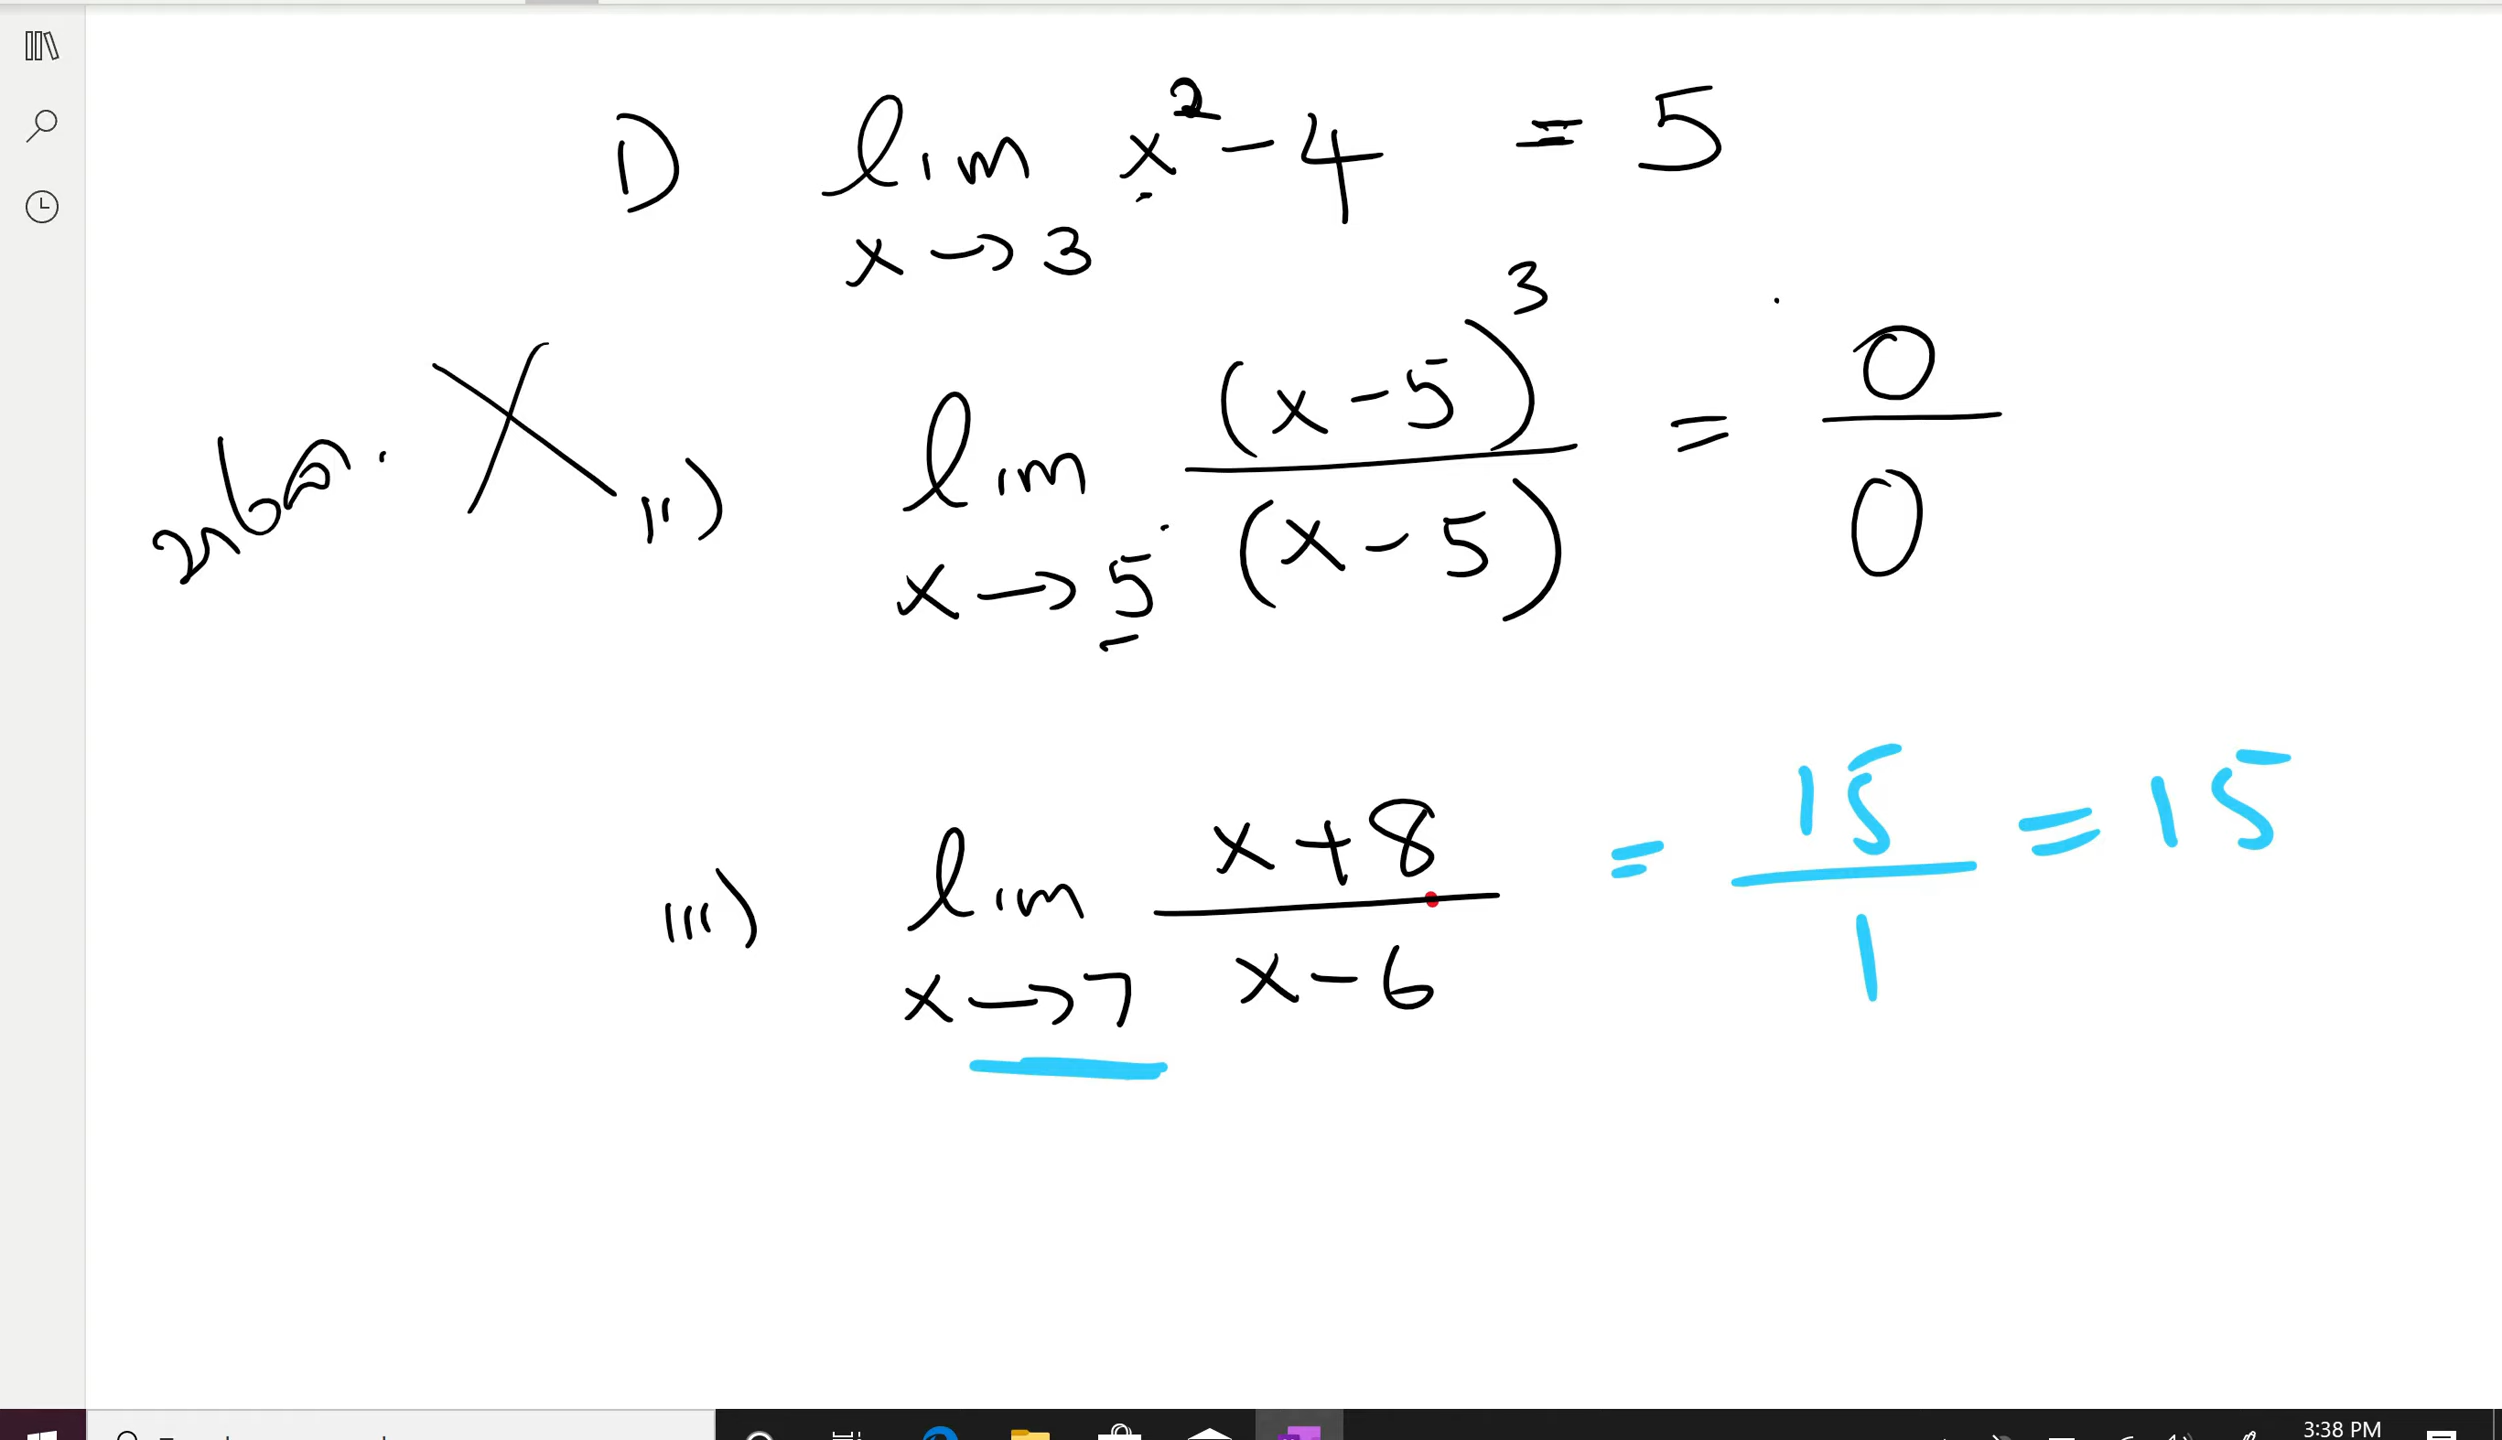 D lim x² - 4 = 5
x → 3
ii) lim (x - 5)³ / (x - 5) = 0 / 0
x → 5
iii) lim x + 8 / x - 6 = 15 / 1 = 15
x → 7
3:38 PM